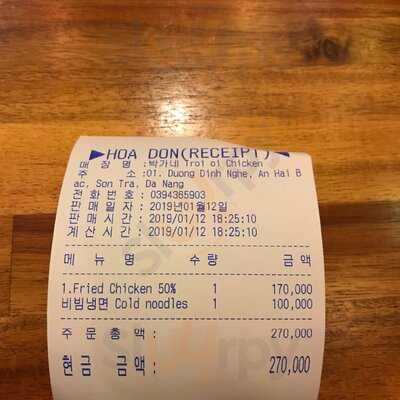 ▶HOA DON(RECEIPT)◀
매 장 명 :박가네 Troi oi Chicken
주 소 :01. Duong Dinh Nghe, An Hai B
ac, Son Tra, Da Nang
전 화 번 호 : 0394365903
판 매 일 자 : 2019년01월12일
판 매 시 간 : 2019/01/12 18:25:10
계 산 시 간 : 2019/01/12 18:25:10
메 뉴 명 수 량 금 액
1.Fried Chicken 50% 1 170,000
비빔냉면 Cold noodles 1 100,000
주 문 총 액 : 270,000
현 금 금 액 : 270,000